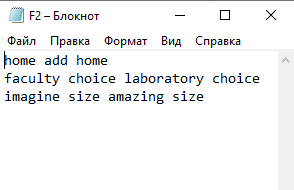 F2 – Блокнот
Файл Правка Формат Вид Справка
home add home
faculty choice laboratory choice
imagine size amazing size